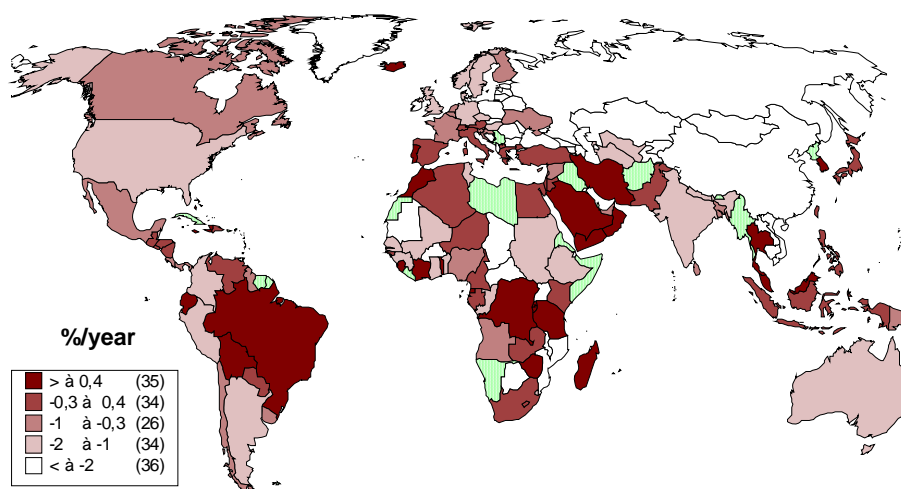 %/year
> à 0,4 (35)
-0,3 à 0,4 (34)
-1 à -0,3 (26)
-2 à -1 (34)
< à -2 (36)